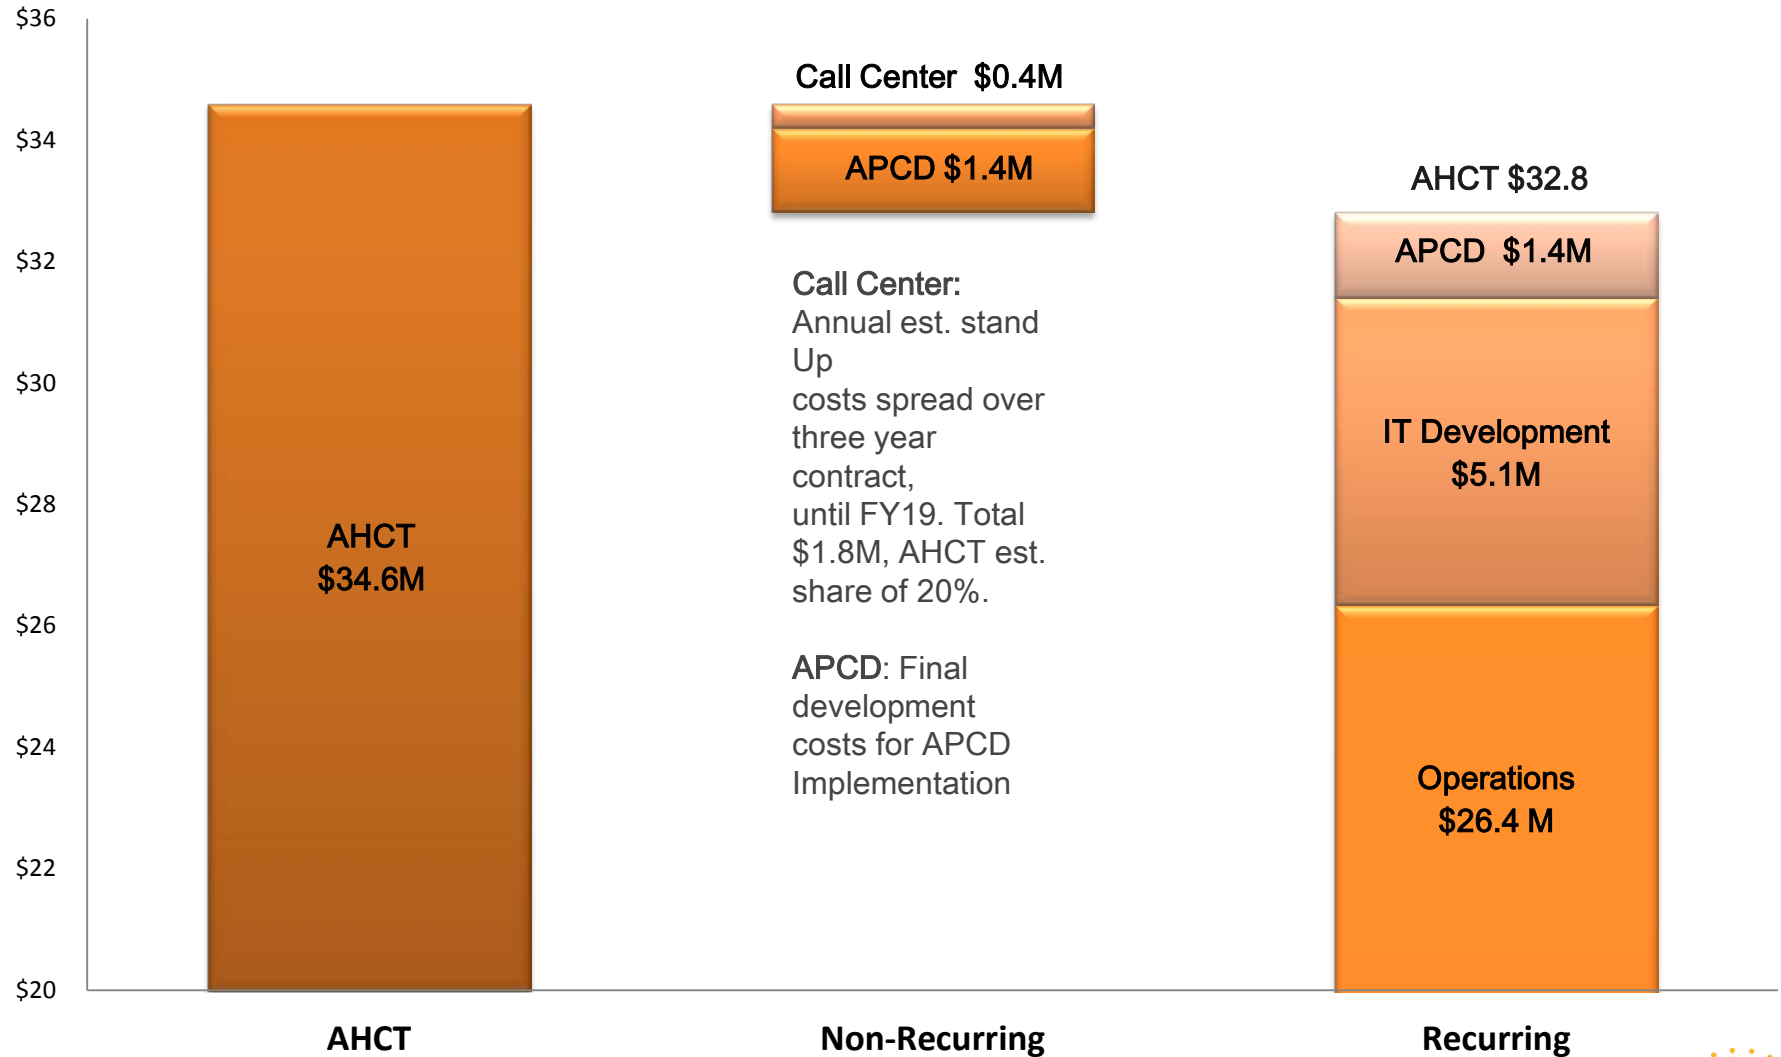 $36
$34
$32
$30
$28
$26
$24
$22
$20
AHCT
$34.6M
Call Center  $0.4M
APCD $1.4M
Call Center:
Annual est. stand
Up
costs spread over
three year
contract,
until FY19. Total
$1.8M, AHCT est.
share of 20%.
APCD: Final
development
costs for APCD
Implementation
AHCT $32.8
APCD  $1.4M
IT Development
$5.1M
Operations
$26.4 M
AHCT
Non-Recurring
Recurring